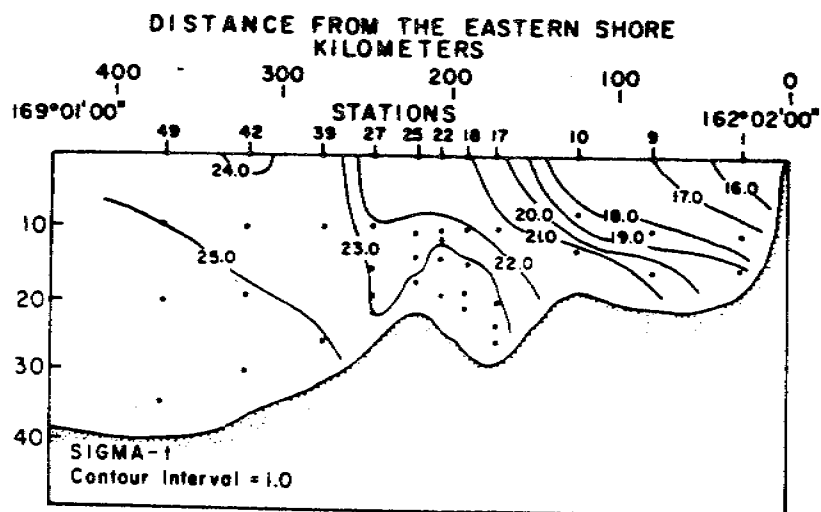 DISTANCE FROM THE EASTERN SHORE
KILOMETERS
400 300 200 100 0
169°01'00" STATIONS 162°02'00"
49 42 39 27 25 22 18 17 10 9 1
24.0
17.0 16.0
10
20.0 18.0
21.0 19.0
25.0 23.0 22.0
20
30
40
SIGMA-t
Contour Interval = 1.0